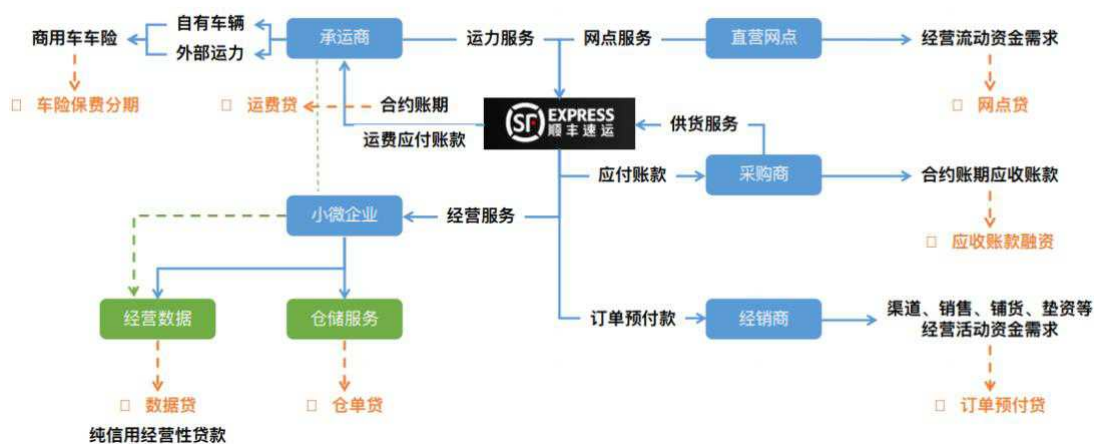 自有车辆
商用车车险
外部运力
承运商
运力服务
网点服务
直营网点
经营流动资金需求
车险保费分期
运费贷
合约账期
运费应付账款
SF EXPRESS
顺丰速运
供货服务
网点贷
应付账款
采购商
合约账期应收账款
小微企业
经营服务
应收账款融资
经营数据
仓储服务
订单预付款
经销商
渠道、销售、铺货、垫资等
经营活动资金需求
数据贷
仓单贷
订单预付贷
纯信用经营性贷款